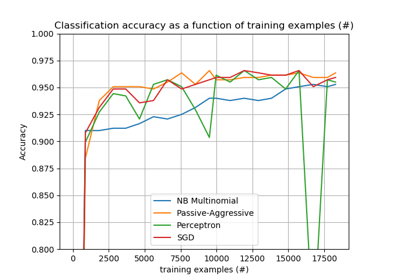 Classification accuracy as a function of training examples (#)
1.000
0.975
0.950
0.925
0.900
0.875
0.850
0.825
0.800
Accuracy
NB Multinomial
Passive-Aggressive
Perceptron
SGD
0 2500 5000 7500 10000 12500 15000 17500
training examples (#)